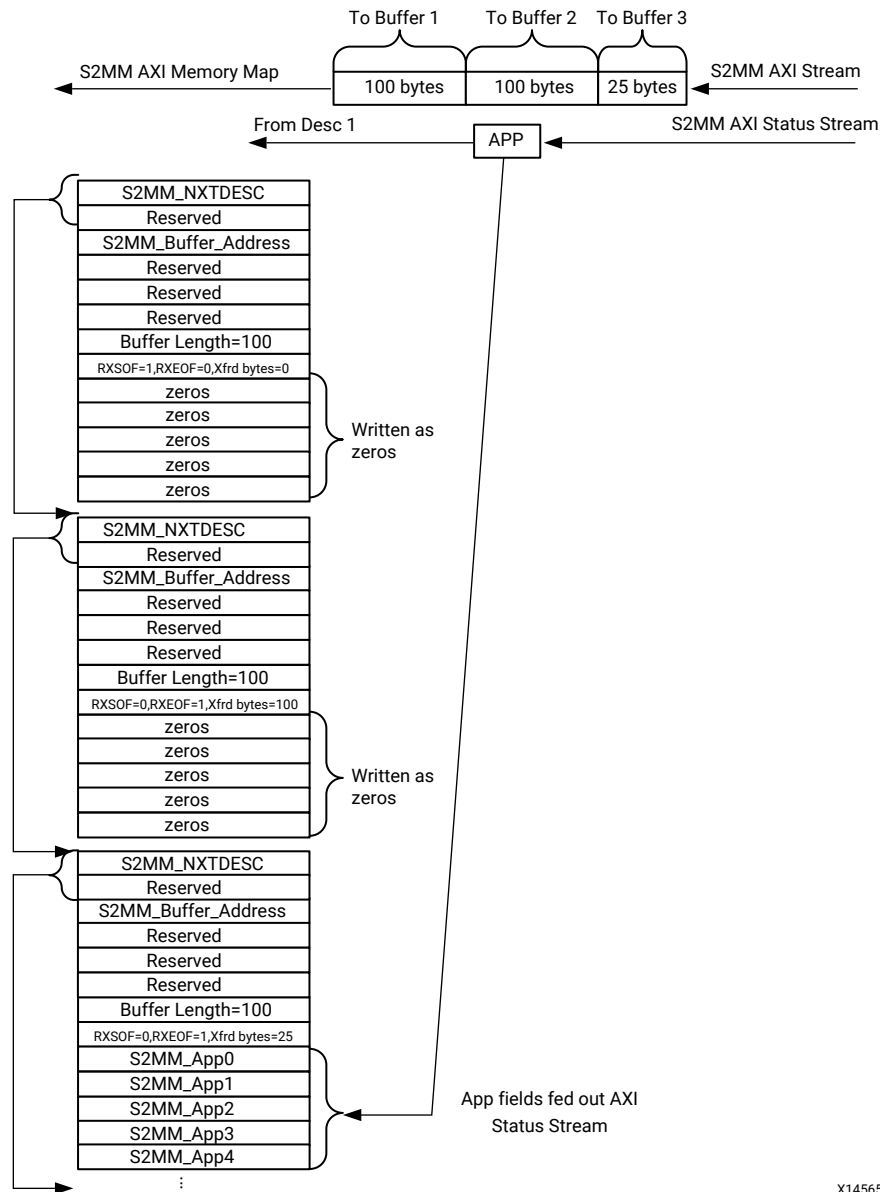 To Buffer 1 To Buffer 2 To Buffer 3
S2MM AXI Memory Map
100 bytes 100 bytes 25 bytes
S2MM AXI Stream
From Desc 1
APP
S2MM AXI Status Stream
S2MM_NXTDESC
Reserved
S2MM_Buffer_Address
Reserved
Reserved
Reserved
Buffer Length=100
RXSOF=1,RXEOF=0,Xfrd bytes=0
zeros
zeros
zeros
zeros
zeros
Written as
zeros
S2MM_NXTDESC
Reserved
S2MM_Buffer_Address
Reserved
Reserved
Reserved
Buffer Length=100
RXSOF=0,RXEOF=1,Xfrd bytes=100
zeros
zeros
zeros
zeros
zeros
Written as
zeros
S2MM_NXTDESC
Reserved
S2MM_Buffer_Address
Reserved
Reserved
Reserved
Buffer Length=100
RXSOF=0,RXEOF=1,Xfrd bytes=25
S2MM_App0
S2MM_App1
S2MM_App2
S2MM_App3
S2MM_App4
App fields fed out AXI
Status Stream
⋮
X14565